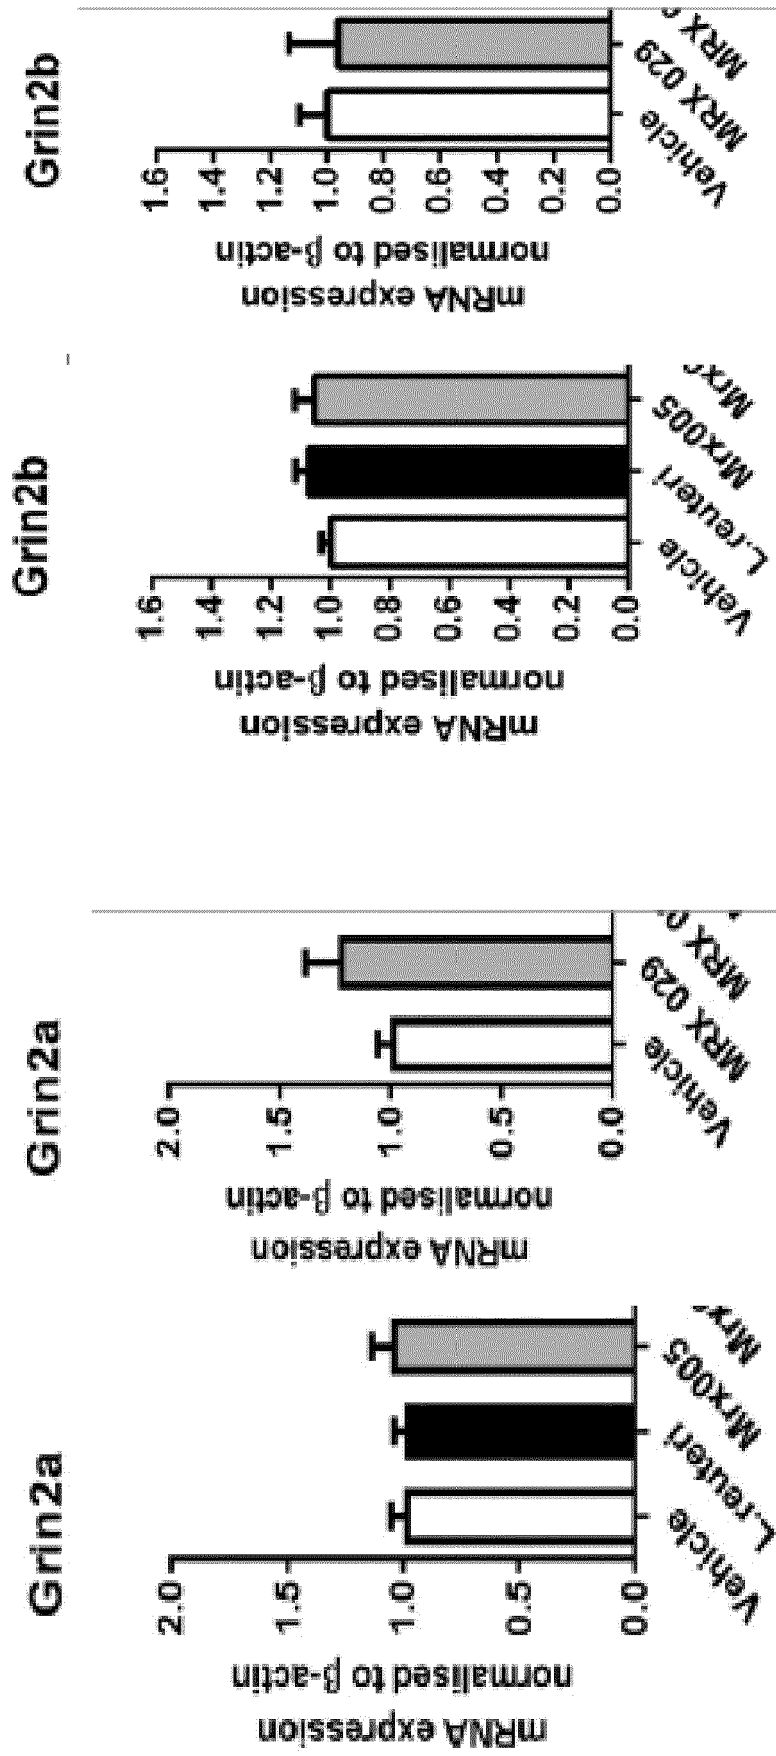 Grin2a
mRNA expression
normalised to β-actin
2.0
1.5
1.0
0.5
0.0
Vehicle
L.reuteri
Mrx005
Grin2a
mRNA expression
normalised to β-actin
2.0
1.5
1.0
0.5
0.0
Vehicle
MRX 029
MRX
Grin2b
mRNA expression
normalised to β-actin
1.6
1.4
1.2
1.0
0.8
0.6
0.4
0.2
0.0
Vehicle
L.reuteri
Mrx005
Grin2b
mRNA expression
normalised to β-actin
1.6
1.4
1.2
1.0
0.8
0.6
0.4
0.2
0.0
Vehicle
MRX 029
MRX